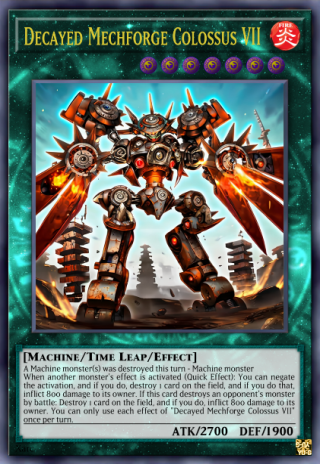 Decayed Mechforge Colossus VII
FIRE
炎
[Machine/Time Leap/Effect]
A Machine monster(s) was destroyed this turn - Machine monster
When another monster's effect is activated (Quick Effect): You can negate
the activation, and if you do, destroy 1 card on the field, and if you do that,
inflict 800 damage to its owner. If this card destroys an opponent's monster
by battle: Destroy 1 card on the field, and if you do, inflict 800 damage to its
owner. You can only use each effect of "Decayed Mechforge Colossus VII"
once per turn.
ATK/2700 DEF/1900